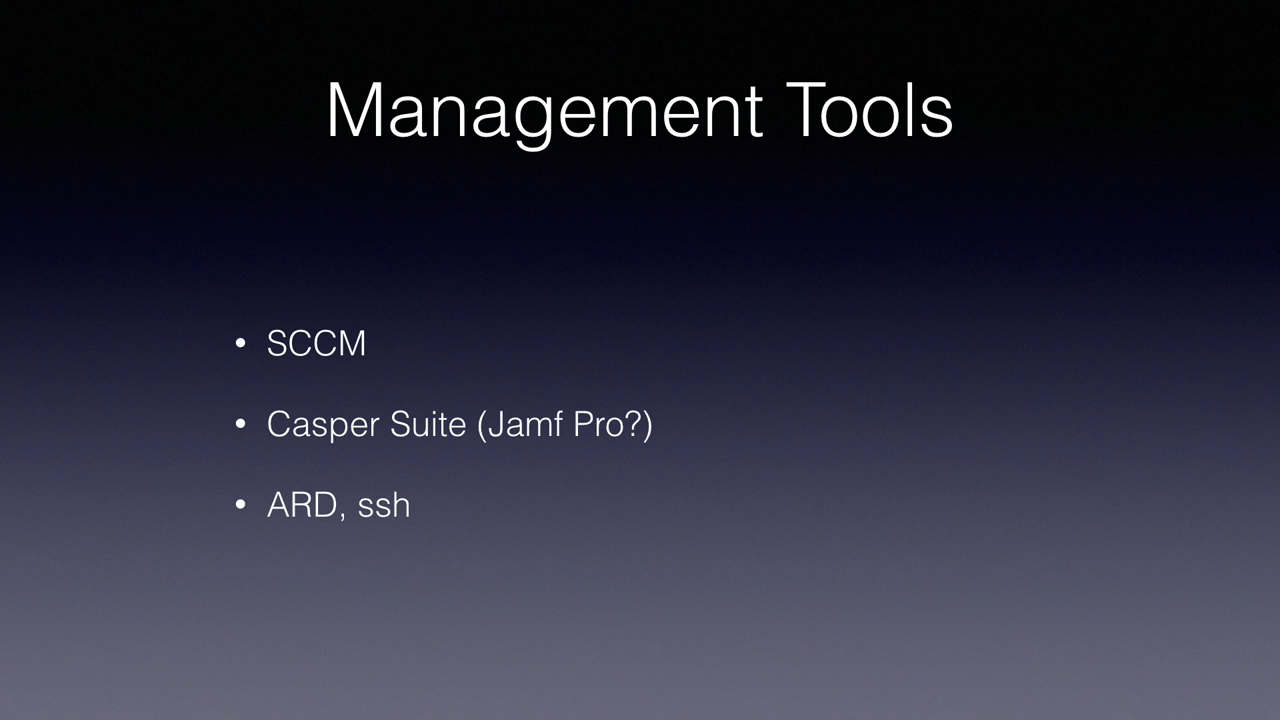 Management Tools
• SCCM
• Casper Suite (Jamf Pro?)
• ARD, ssh